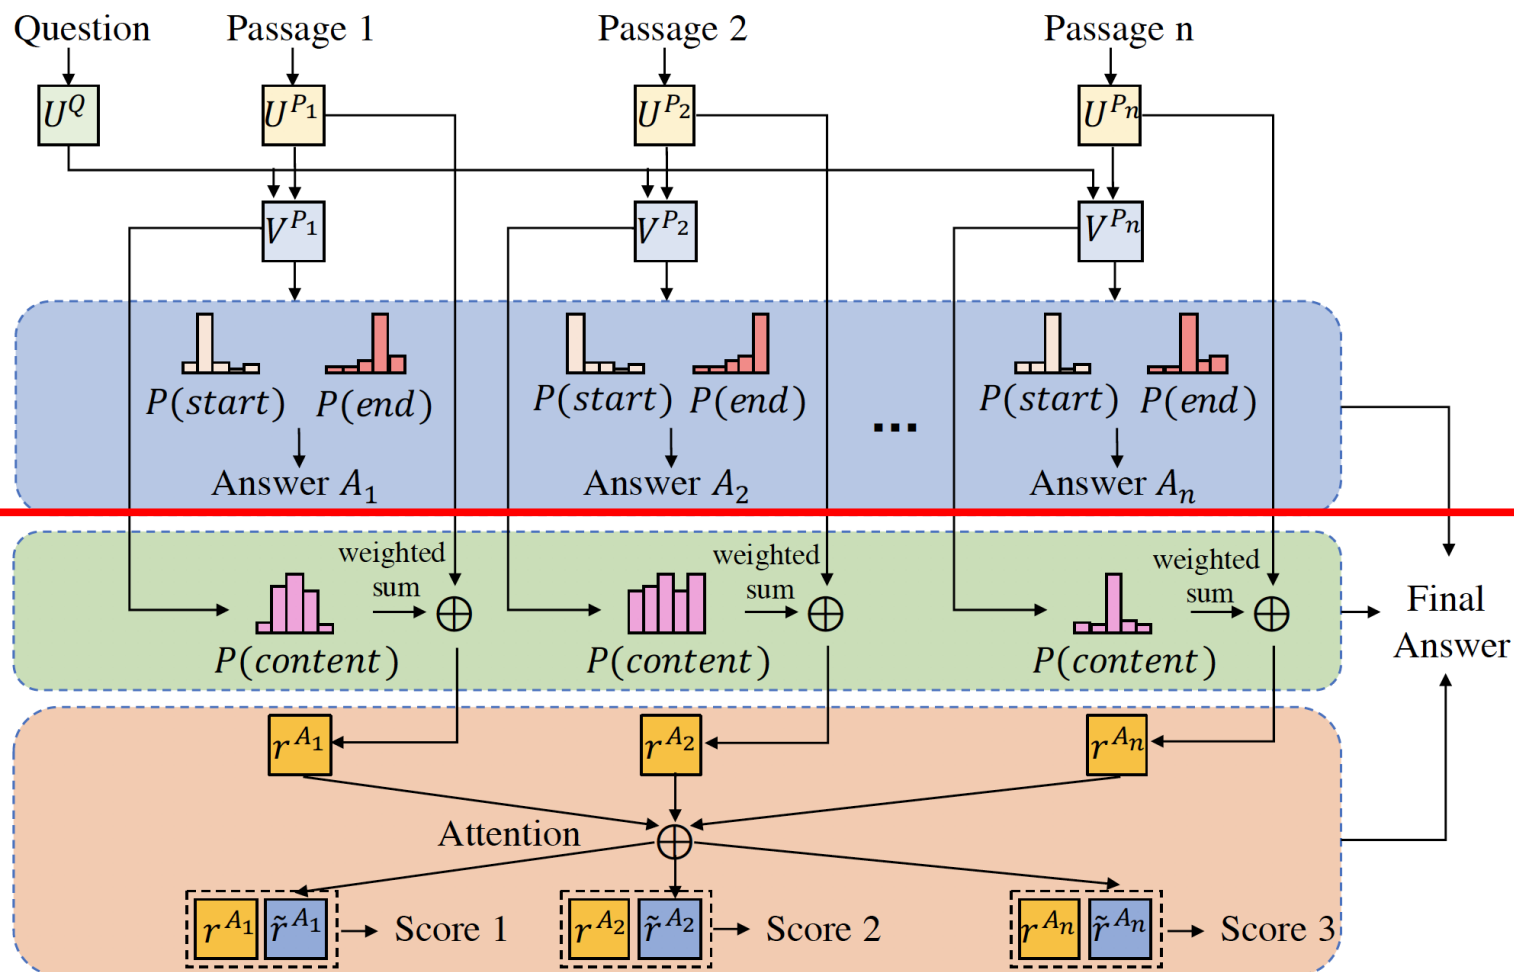 Question Passage 1 Passage 2 Passage n
U^Q U^{P_1} U^{P_2} U^{P_n}
V^{P_1} V^{P_2} V^{P_n}
P(start) P(end) P(start) P(end) ... P(start) P(end)
Answer A_1 Answer A_2 Answer A_n
weighted sum weighted sum weighted sum
P(content) P(content) P(content)
Final
Answer
r^{A_1} r^{A_2} r^{A_n}
Attention
r^{A_1} r̃^{A_1} Score 1 r^{A_2} r̃^{A_2} Score 2 r^{A_n} r̃^{A_n} Score 3